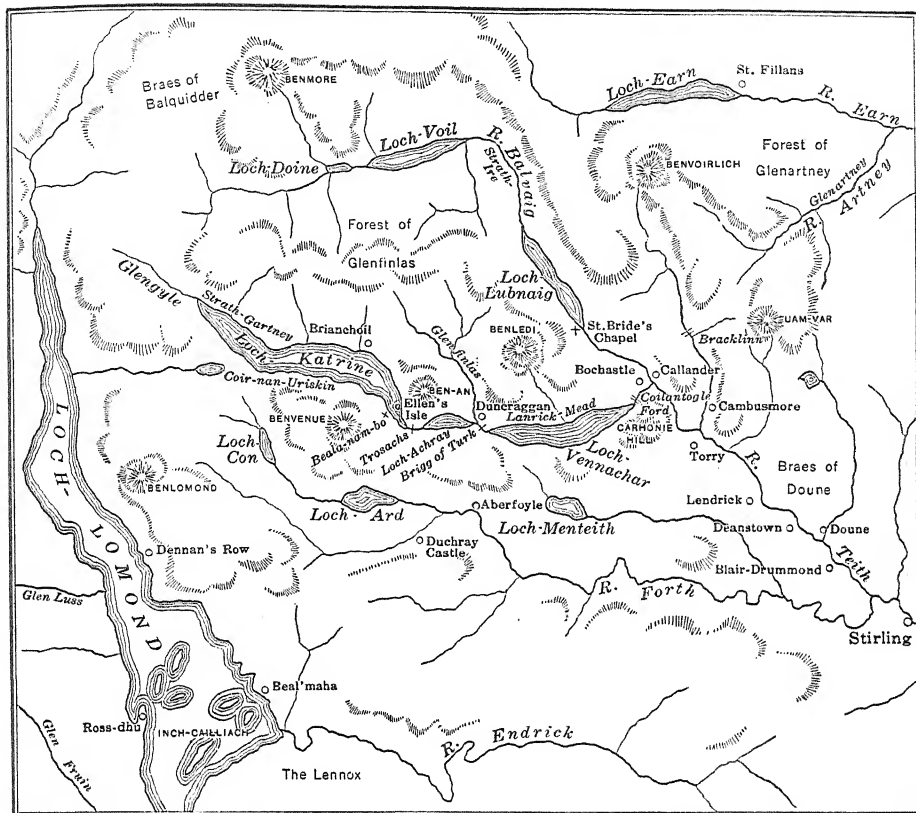 Braes of
Balquidder
BENMORE
Loch-Earn
St. Fillans
R. Earn
Loch-Voil
Loch-Doine
R. Balvaig
Strath-
Ire
BENVOIRLICH
Forest of
Glenartney
Glenartney
R. Artney
Forest of
Glenfinlas
Glengyle
Strath-Gartney
Brianchoil
Loch-
Lubnaig
Loch
Katrine
Glenfinlas
BENLEDI
St. Bride's
Chapel
UAM-VAR
Bracklinn
Coir-nan-Uriskin
BEN-AN
Bochastle
Callander
Ellen's
Isle
Duncraggan
Lanrick-Mead
Coilantogle
Ford
Cambusmore
BENVENUE
Beala-nam-bo
Trosachs
Loch-Achray
Brigg of Turk
CARHONIE
HILL
Loch-
Vennachar
Torry
Loch-
Con
LOCH-
LOMOND
BENLOMOND
Braes of
Doune
Loch-Ard
Aberfoyle
Loch-Menteith
Lendrick
Deanstown
Doune
Duchray
Castle
Dennan's Row
Blair-Drummond
R. Teith
Glen Luss
R. Forth
Stirling
Beal'maha
Ross-dhu
INCH-CAILLIACH
Glen
Fruin
The Lennox
R. Endrick